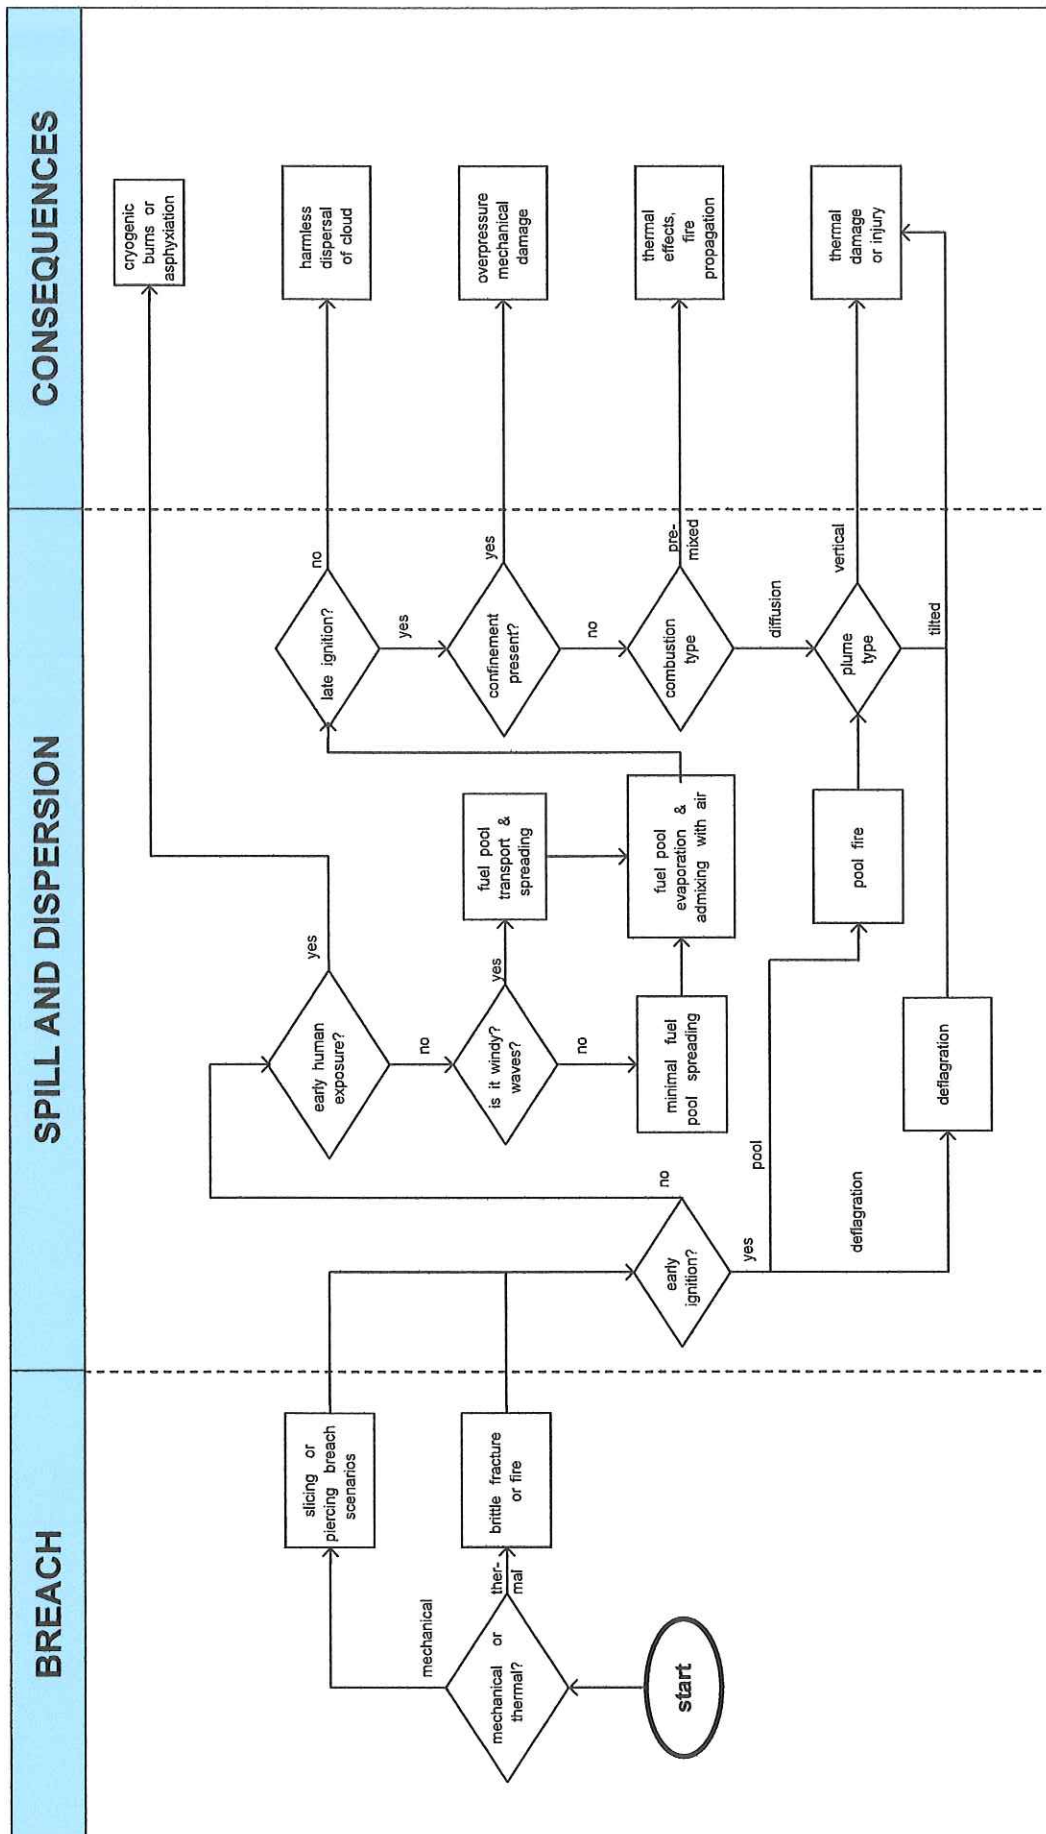 BREACH
SPILL AND DISPERSION
CONSEQUENCES
start
mechanical or
thermal?
mechanical
ther-
mal
slicing or
piercing breach
scenarios
brittle fracture
or fire
early
ignition?
no
yes
pool
deflagration
early human
exposure?
yes
no
is it windy?
waves?
yes
no
fuel pool
transport &
spreading
minimal fuel
pool spreading
fuel pool
evaporation &
admixing with air
pool fire
deflagration
late ignition?
no
yes
confinement
present?
yes
no
combustion
type
pre-
mixed
diffusion
plume
type
vertical
tilted
cryogenic
burns or
asphyxiation
harmless
dispersal
of cloud
overpressure
mechanical
damage
thermal
effects,
fire
propagation
thermal
damage
or injury